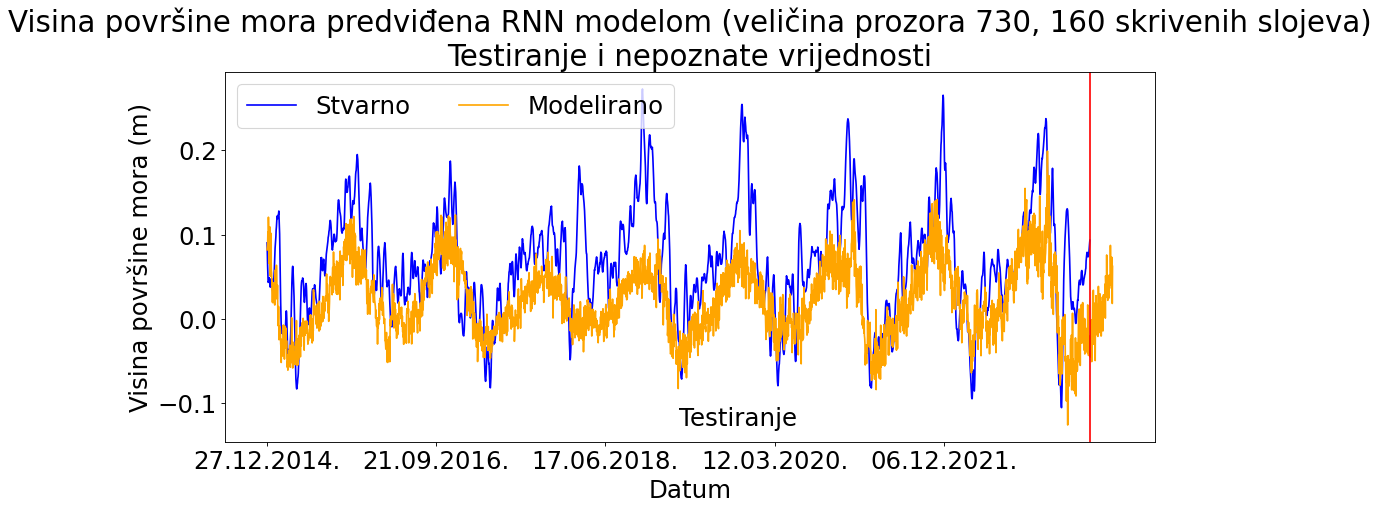 Visina površine mora predviđena RNN modelom (veličina prozora 730, 160 skrivenih slojeva)
Testiranje i nepoznate vrijednosti
Stvarno
Modelirano
Visina površine mora (m)
0.2
0.1
0.0
−0.1
Testiranje
27.12.2014.
21.09.2016.
17.06.2018.
12.03.2020.
06.12.2021.
Datum